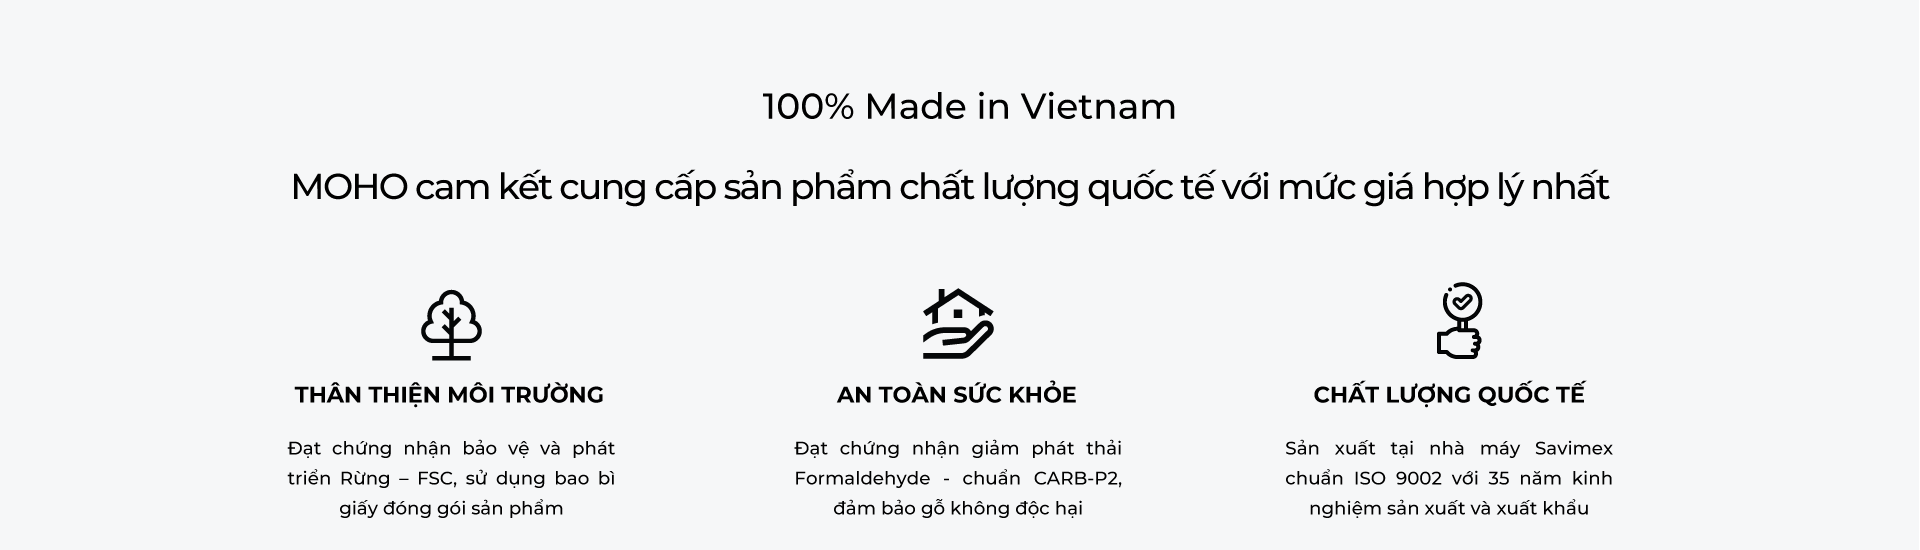 100% Made in Vietnam
MOHO cam kết cung cấp sản phẩm chất lượng quốc tế với mức giá hợp lý nhất
THÂN THIỆN MÔI TRƯỜNG
Đạt chứng nhận bảo vệ và phát
triển Rừng – FSC, sử dụng bao bì
giấy đóng gói sản phẩm
AN TOÀN SỨC KHỎE
Đạt chứng nhận giảm phát thải
Formaldehyde - chuẩn CARB-P2,
đảm bảo gỗ không độc hại
CHẤT LƯỢNG QUỐC TẾ
Sản xuất tại nhà máy Savimex
chuẩn ISO 9002 với 35 năm kinh
nghiệm sản xuất và xuất khẩu